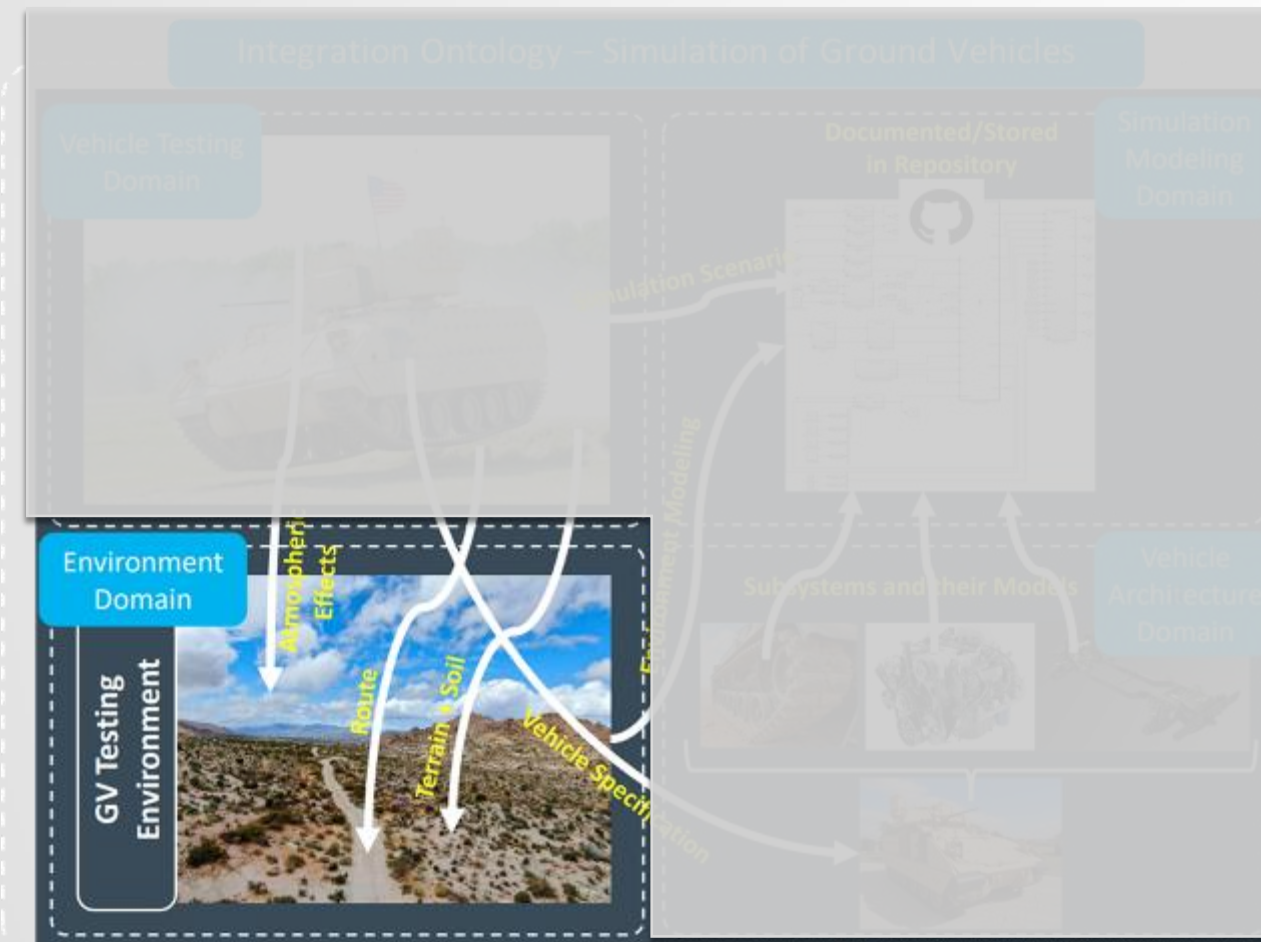 Integration Ontology – Simulation of Ground Vehicles
Vehicle Testing
Domain
Documented/Stored
in Repository
Simulation
Modeling
Domain
Simulation Scenario
Environment
Domain
Atmospheric
Effects
GV Testing
Environment
Route
Terrain + Soil
Vehicle Specification
Environment Modeling
Subsystems and their Models
Vehicle
Architecture
Domain